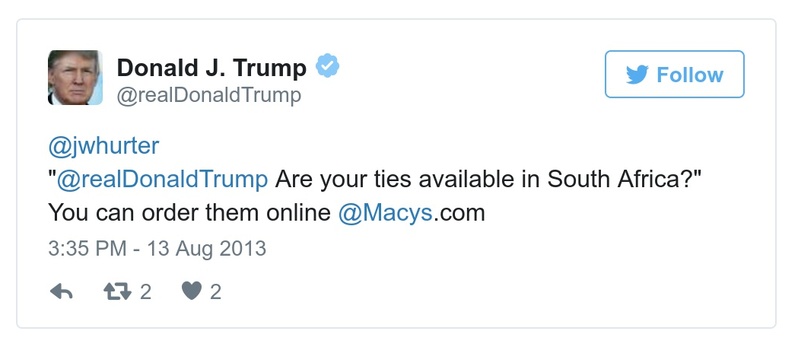 Donald J. Trump
@realDonaldTrump
Follow
@jwhurter
"@realDonaldTrump Are your ties available in South Africa?"
You can order them online @Macys.com
3:35 PM - 13 Aug 2013
2 2